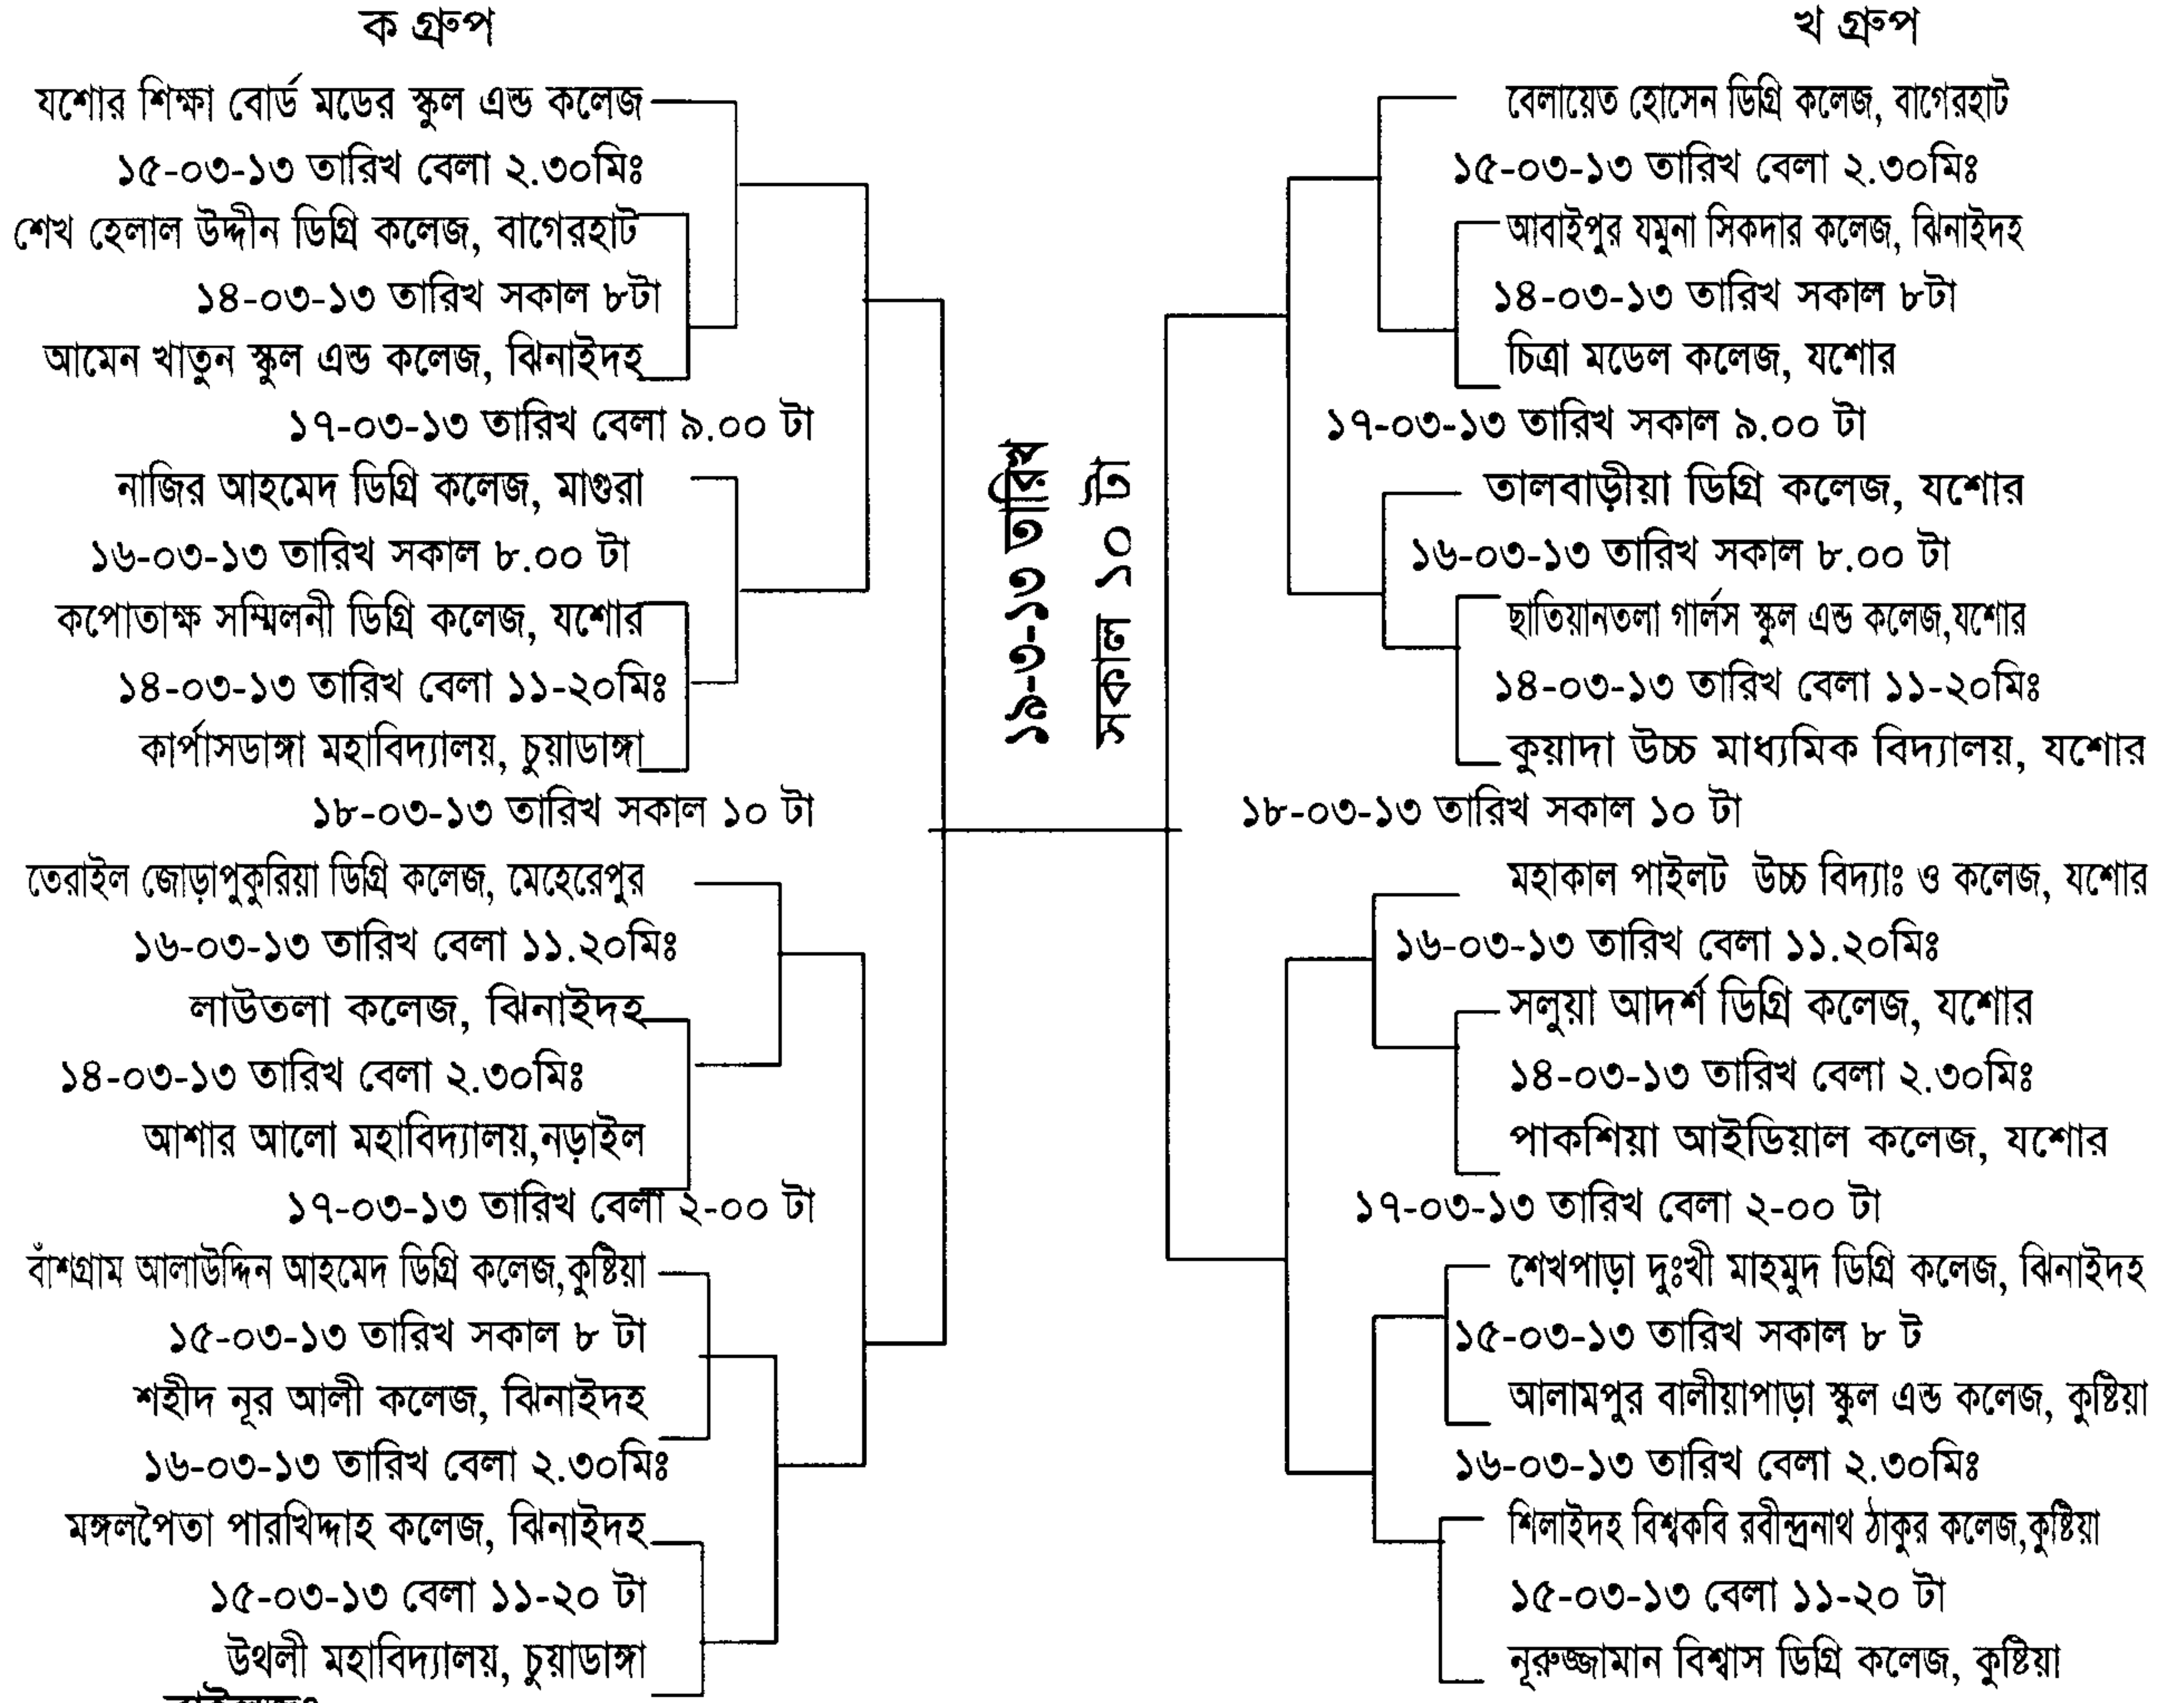 ক গ্রুপ
যশোর শিক্ষা বোর্ড মডের স্কুল এন্ড কলেজ
১৫-০৩-১৩ তারিখ বেলা ২.৩০মিঃ
শেখ হেলাল উদ্দীন ডিগ্রি কলেজ, বাগেরহাট
১৪-০৩-১৩ তারিখ সকাল ৮টা
আমেন খাতুন স্কুল এন্ড কলেজ, ঝিনাইদহ
১৭-০৩-১৩ তারিখ বেলা ৯.০০ টা
নাজির আহমেদ ডিগ্রি কলেজ, মাগুরা
১৬-০৩-১৩ তারিখ সকাল ৮.০০ টা
কপোতাক্ষ সম্মিলনী ডিগ্রি কলেজ, যশোর
১৪-০৩-১৩ তারিখ বেলা ১১-২০মিঃ
কার্পাসডাঙ্গা মহাবিদ্যালয়, চুয়াডাঙ্গা
১৮-০৩-১৩ তারিখ সকাল ১০ টা
তেরাইল জোড়াপুকুরিয়া ডিগ্রি কলেজ, মেহেরেপুর
১৬-০৩-১৩ তারিখ বেলা ১১.২০মিঃ
লাউতলা কলেজ, ঝিনাইদহ
১৪-০৩-১৩ তারিখ বেলা ২.৩০মিঃ
আশার আলো মহাবিদ্যালয়,নড়াইল
১৭-০৩-১৩ তারিখ বেলা ২-০০ টা
বাঁশগ্রাম আলাউদ্দিন আহমেদ ডিগ্রি কলেজ,কুষ্টিয়া
১৫-০৩-১৩ তারিখ সকাল ৮ টা
শহীদ নূর আলী কলেজ, ঝিনাইদহ
১৬-০৩-১৩ তারিখ বেলা ২.৩০মিঃ
মঙ্গলপৈতা পারখিদ্দাহ কলেজ, ঝিনাইদহ
১৫-০৩-১৩ বেলা ১১-২০ টা
উথলী মহাবিদ্যালয়, চুয়াডাঙ্গা
১৯-৩-১৩ তারিখ
সকাল ১০ টা
খ গ্রুপ
বেলায়েত হোসেন ডিগ্রি কলেজ, বাগেরহাট
১৫-০৩-১৩ তারিখ বেলা ২.৩০মিঃ
আবাইপুর যমুনা সিকদার কলেজ, ঝিনাইদহ
১৪-০৩-১৩ তারিখ সকাল ৮টা
চিত্রা মডেল কলেজ, যশোর
১৭-০৩-১৩ তারিখ সকাল ৯.০০ টা
তালবাড়ীয়া ডিগ্রি কলেজ, যশোর
১৬-০৩-১৩ তারিখ সকাল ৮.০০ টা
ছাতিয়ানতলা গার্লস স্কুল এন্ড কলেজ,যশোর
১৪-০৩-১৩ তারিখ বেলা ১১-২০মিঃ
কুয়াদা উচ্চ মাধ্যমিক বিদ্যালয়, যশোর
১৮-০৩-১৩ তারিখ সকাল ১০ টা
মহাকাল পাইলট উচ্চ বিদ্যাঃ ও কলেজ, যশোর
১৬-০৩-১৩ তারিখ বেলা ১১.২০মিঃ
সলুয়া আদর্শ ডিগ্রি কলেজ, যশোর
১৪-০৩-১৩ তারিখ বেলা ২.৩০মিঃ
পাকশিয়া আইডিয়াল কলেজ, যশোর
১৭-০৩-১৩ তারিখ বেলা ২-০০ টা
শেখপাড়া দুঃখী মাহমুদ ডিগ্রি কলেজ, ঝিনাইদহ
১৫-০৩-১৩ তারিখ সকাল ৮ ট
আলামপুর বালীয়াপাড়া স্কুল এন্ড কলেজ, কুষ্টিয়া
১৬-০৩-১৩ তারিখ বেলা ২.৩০মিঃ
শিলাইদহ বিশ্বকবি রবীন্দ্রনাথ ঠাকুর কলেজ,কুষ্টিয়া
১৫-০৩-১৩ বেলা ১১-২০ টা
নূরুজ্জামান বিশ্বাস ডিগ্রি কলেজ, কুষ্টিয়া